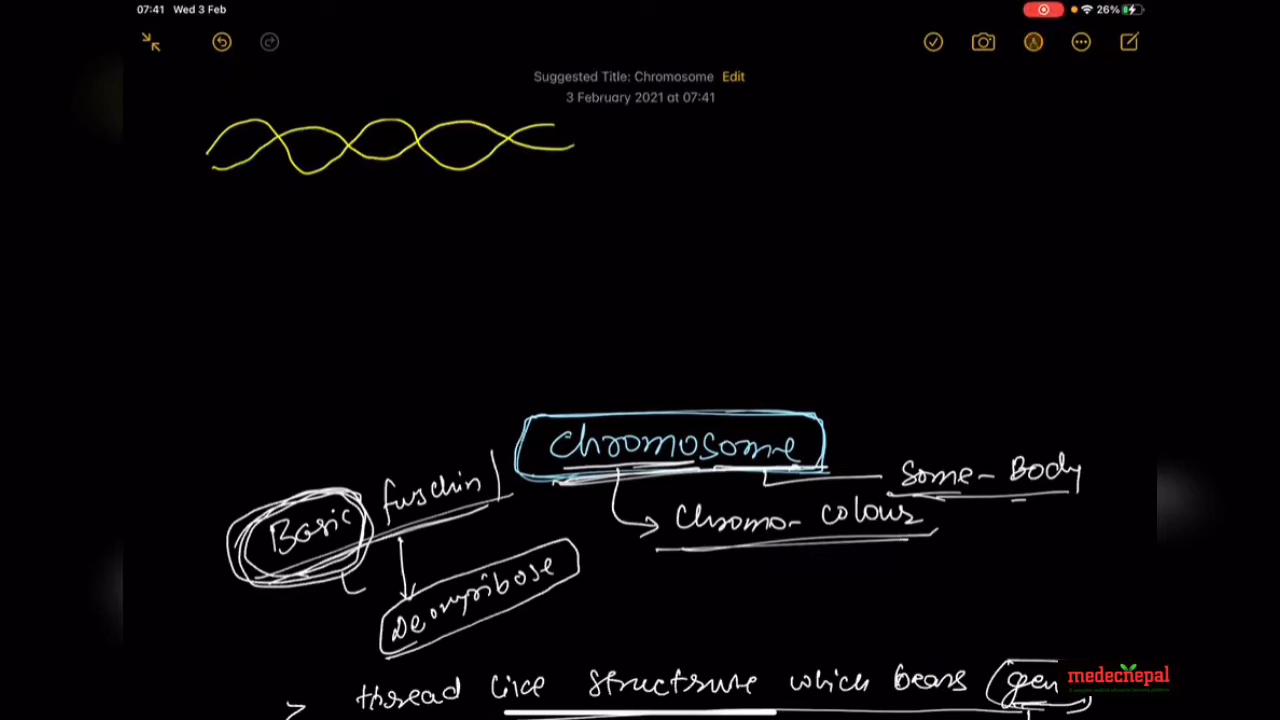 07:41 Wed 3 Feb 26%
Suggested Title: Chromosome Edit
3 February 2021 at 07:41
Chromosome
Some - Body
Basic fuschin
Chromo - colour
Deoxyribose
> thread like structure which bears gen
medecnepal